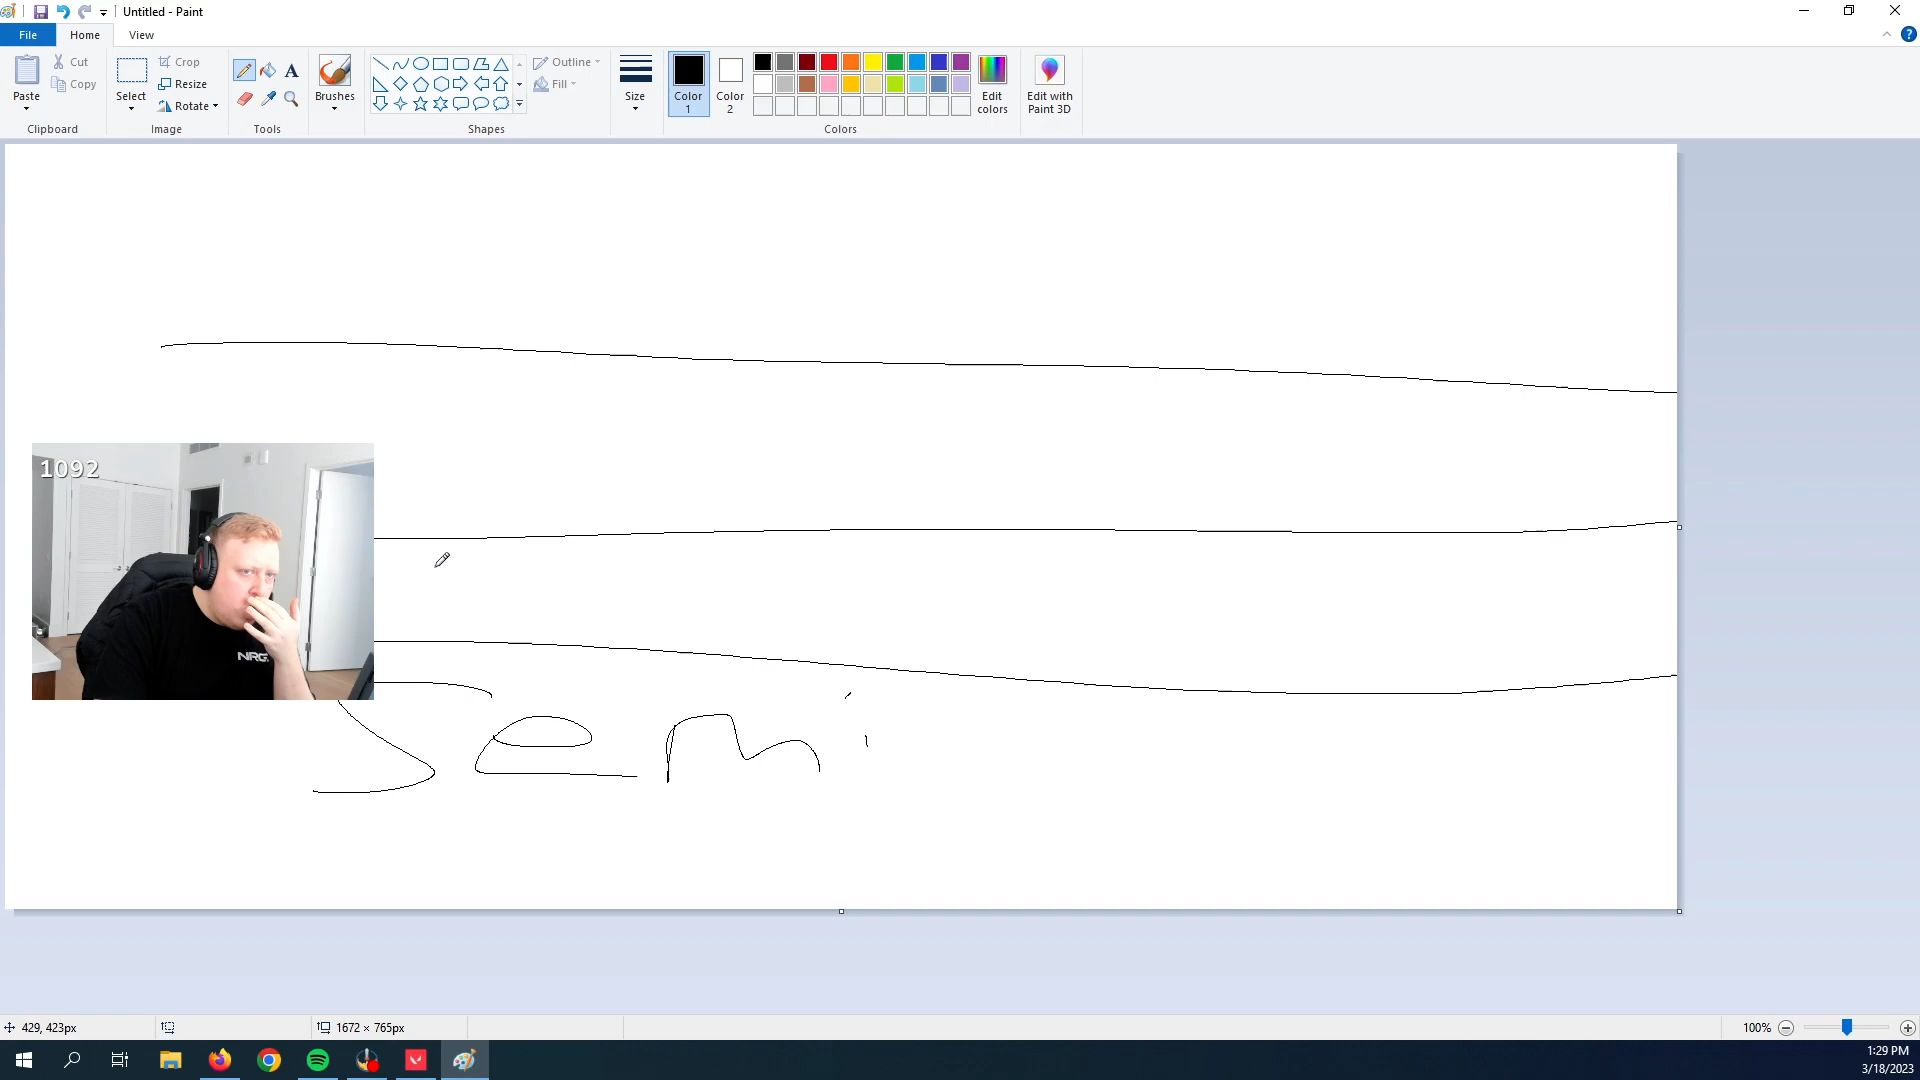 Untitled - Paint
File Home View
Paste Cut Copy Select Crop Resize Rotate Brushes Outline Fill Size Color 1 Color 2 Edit colors Edit with Paint 3D
Clipboard Image Tools Shapes Colors
1092
NRG
Semi
429, 423px 1672 × 765px 100%
1:29 PM
3/18/2023